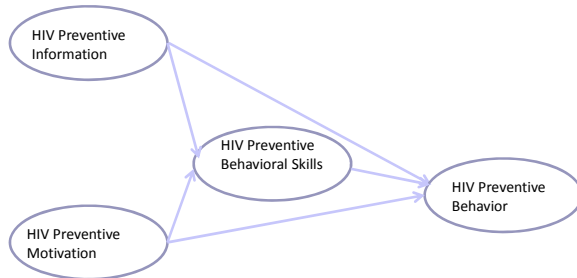 HIV Preventive
Information
HIV Preventive
Behavioral Skills
HIV Preventive
Behavior
HIV Preventive
Motivation